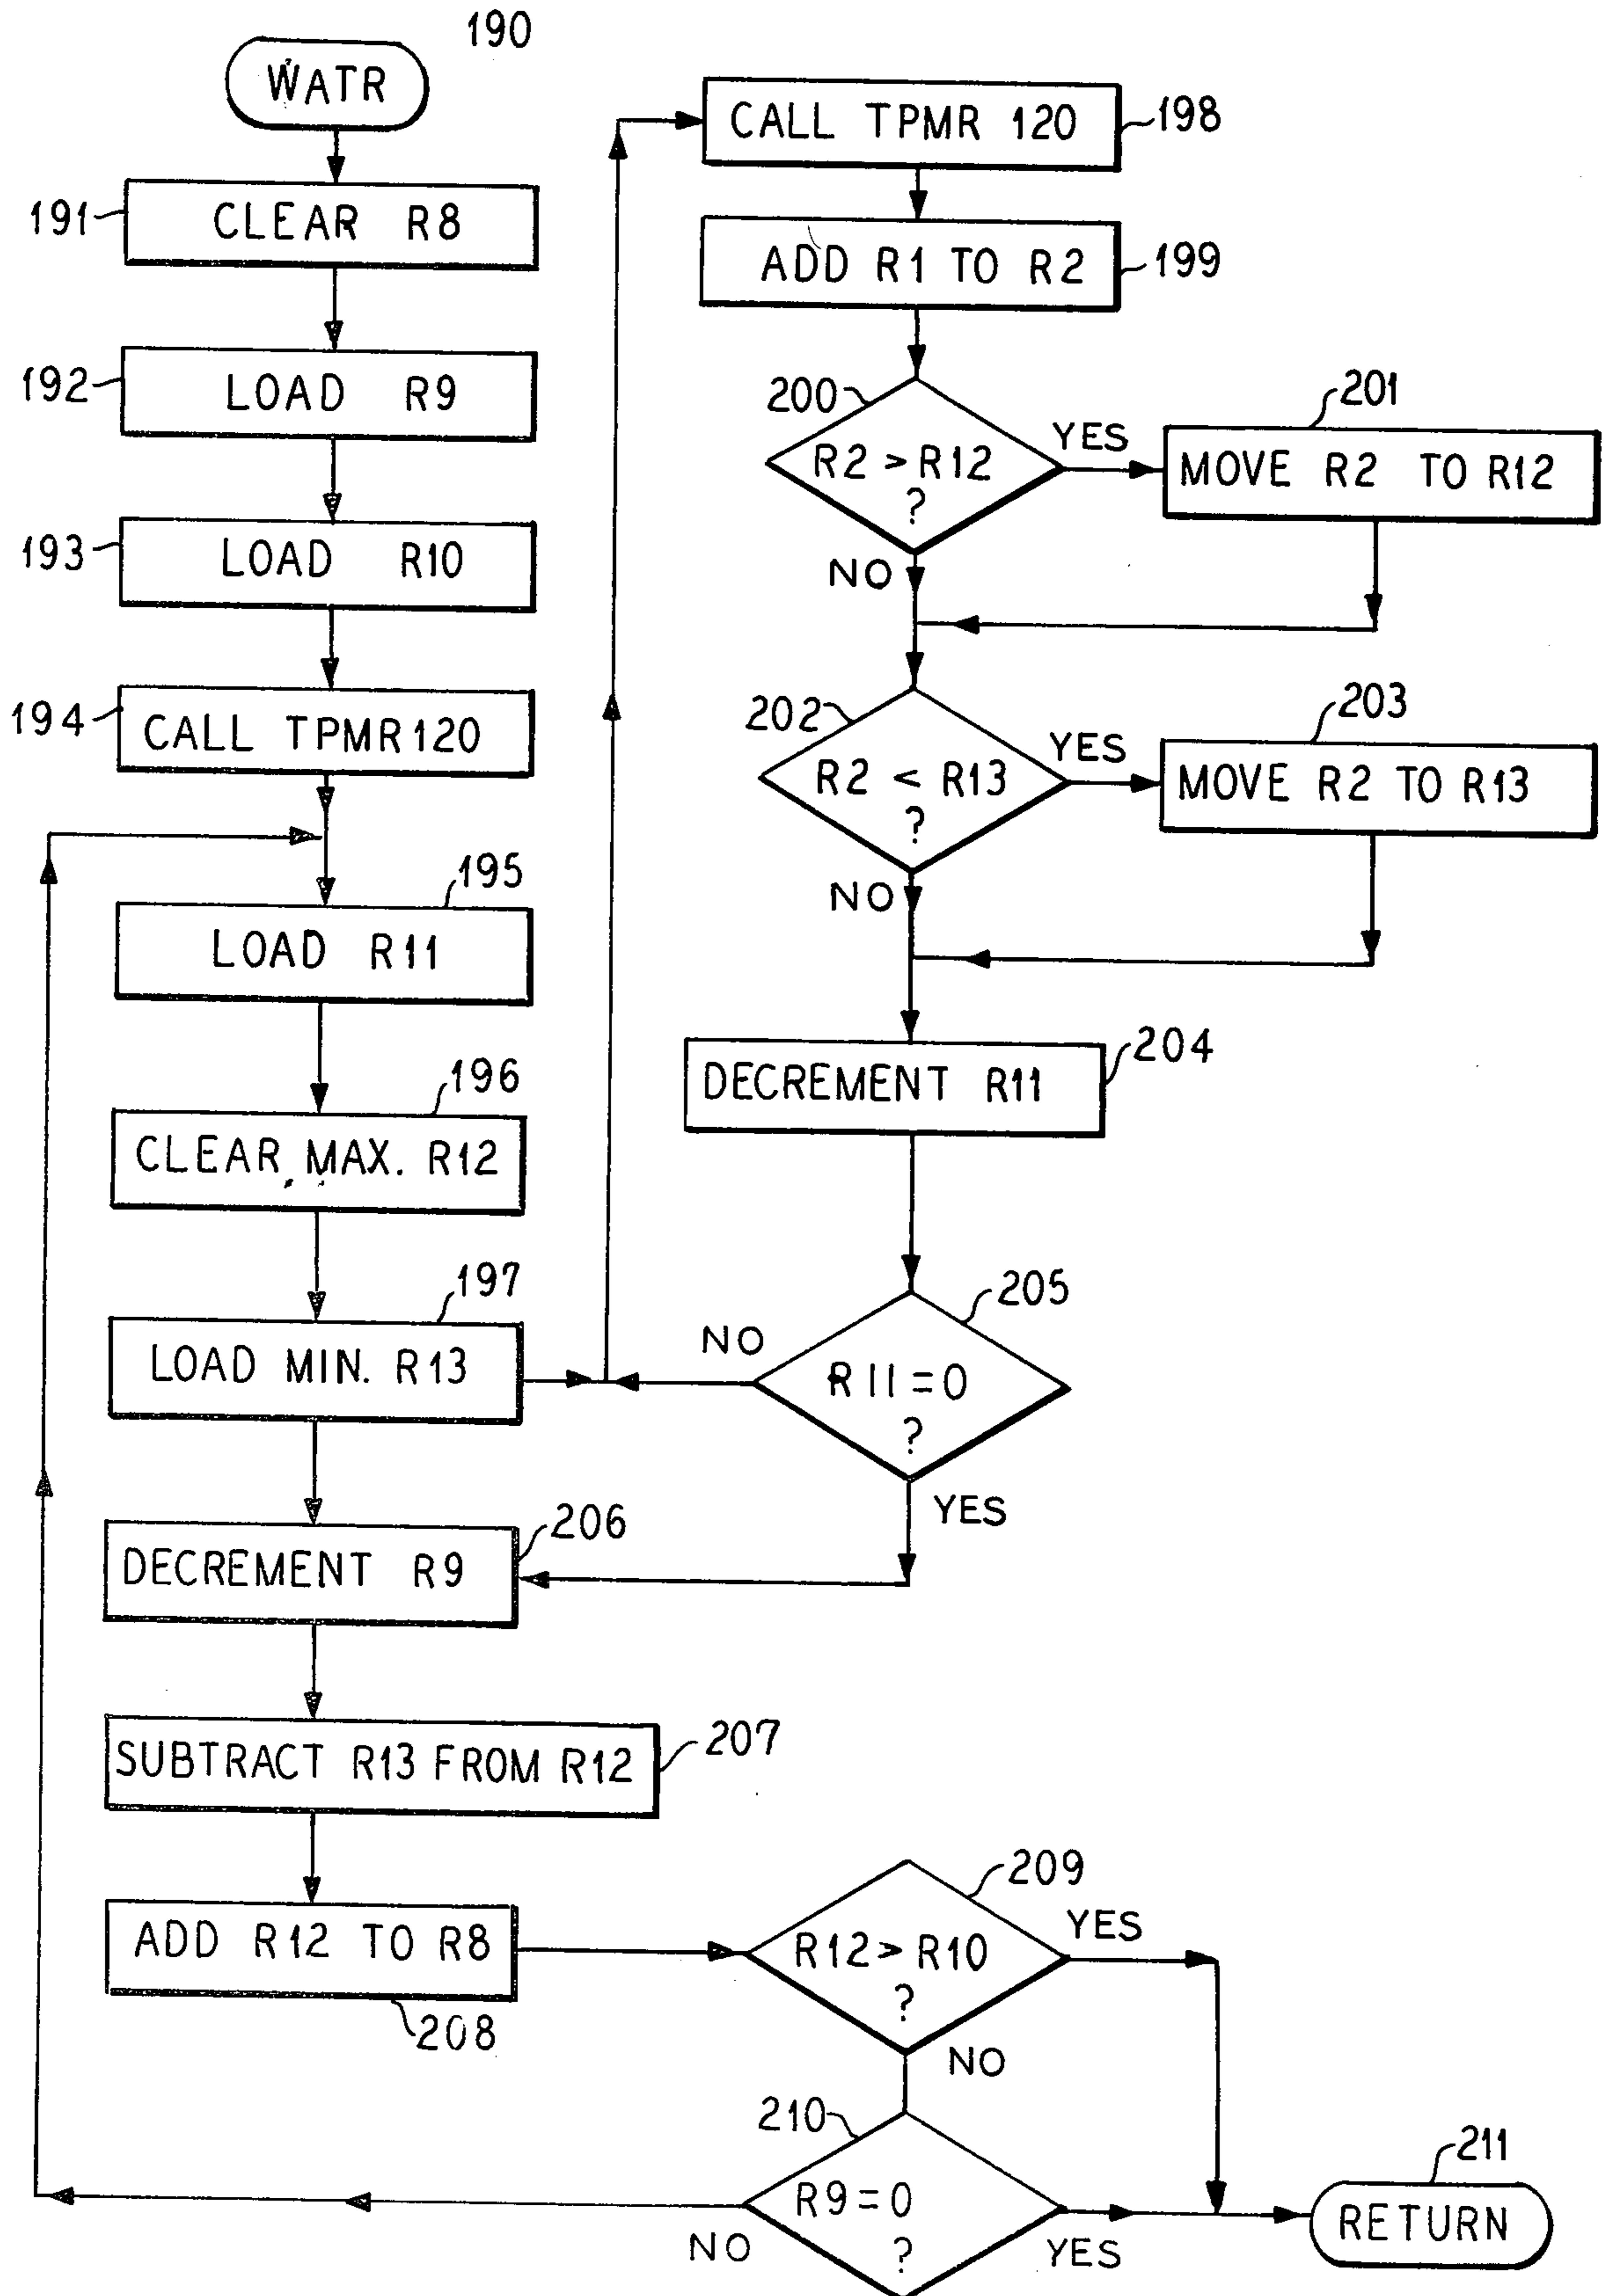 190
WATR
191
CLEAR R8
192
LOAD R9
193
LOAD R10
194
CALL TPMR 120
195
LOAD R11
196
CLEAR MAX. R12
197
LOAD MIN. R13
CALL TPMR 120
198
ADD R1 TO R2
199
200
R2 > R12
?
YES
NO
201
MOVE R2 TO R12
202
R2 < R13
?
YES
NO
203
MOVE R2 TO R13
204
DECREMENT R11
205
R11=0
?
NO
YES
206
DECREMENT R9
207
SUBTRACT R13 FROM R12
ADD R12 TO R8
208
209
R12> R10
?
YES
NO
210
R9=0
?
NO
YES
211
RETURN